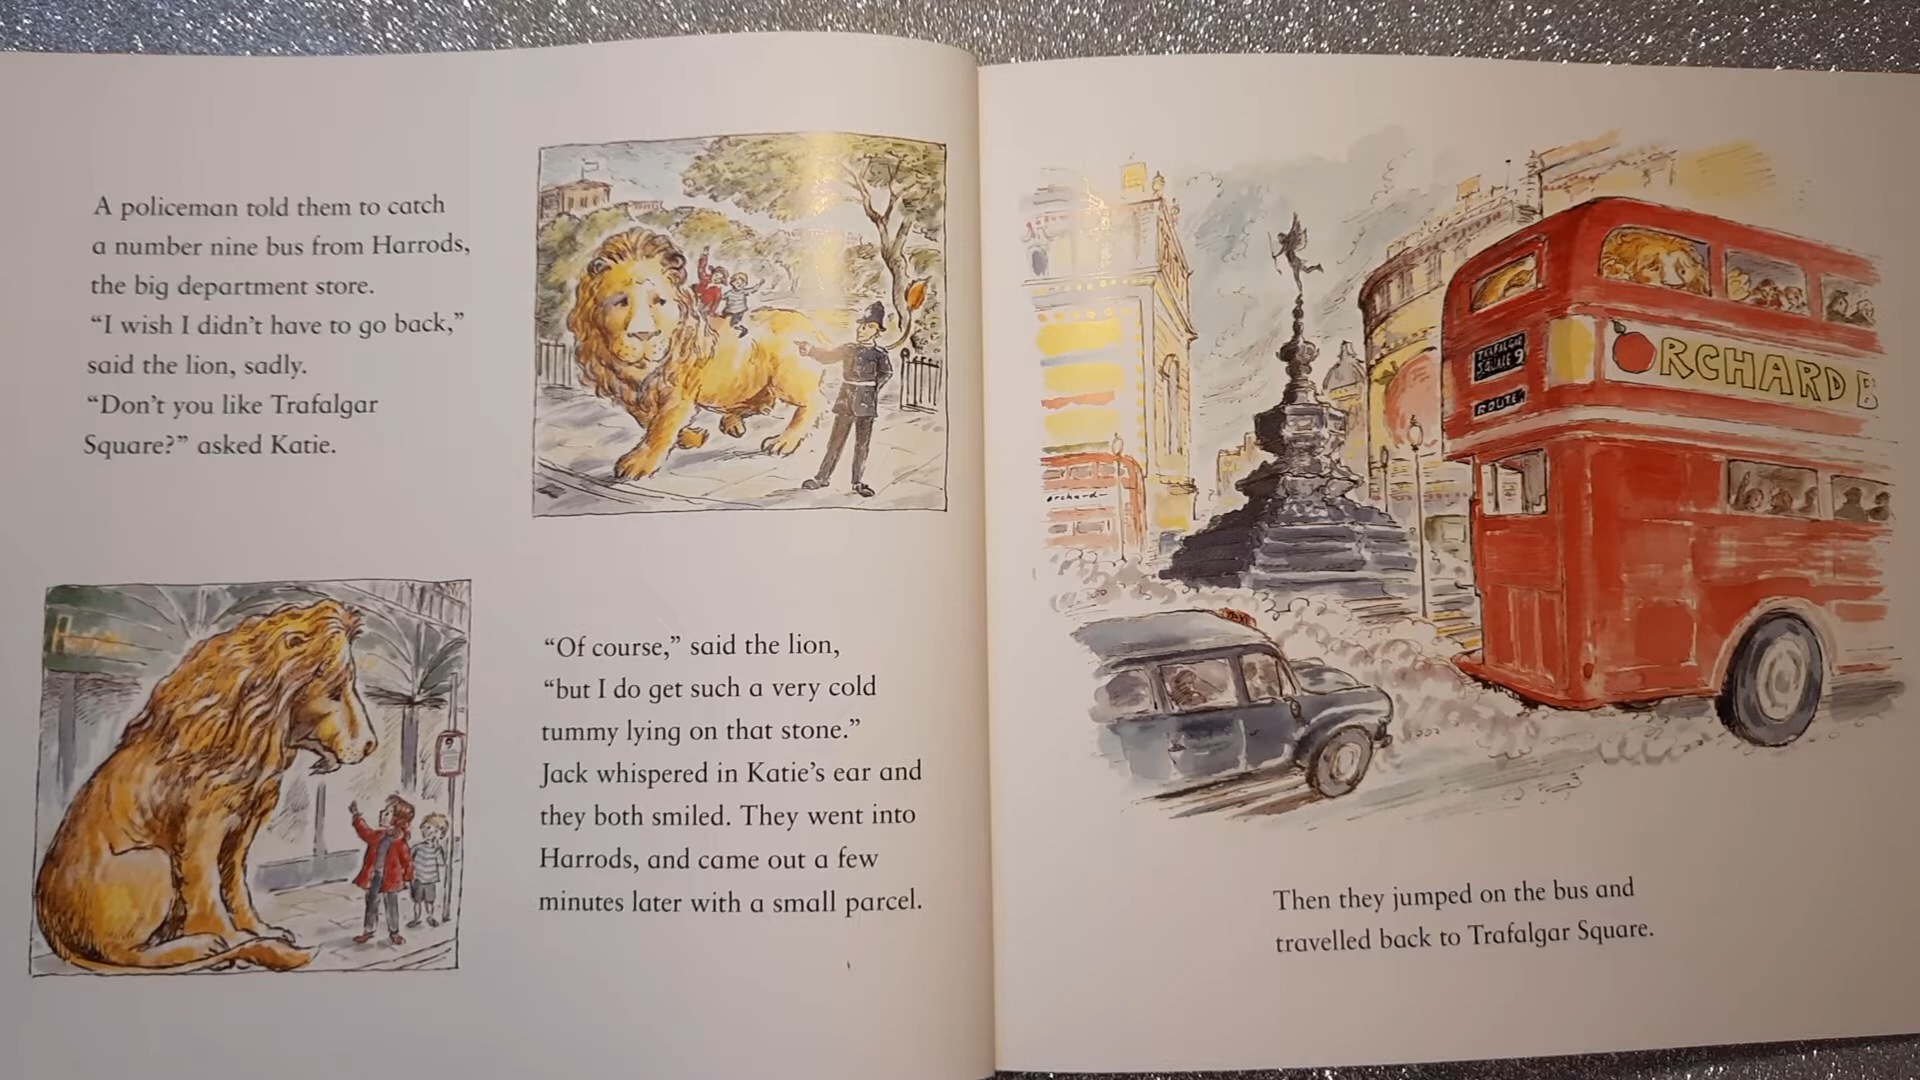 A policeman told them to catch
a number nine bus from Harrods,
the big department store.
“I wish I didn’t have to go back,”
said the lion, sadly.
“Don’t you like Trafalgar
Square?” asked Katie.
“Of course,” said the lion,
“but I do get such a very cold
tummy lying on that stone.”
Jack whispered in Katie’s ear and
they both smiled. They went into
Harrods, and came out a few
minutes later with a small parcel.
9
TRAFALGAR
SQUARE 9
ROUTE
RCHARD B
orchard
TAXI
Then they jumped on the bus and
travelled back to Trafalgar Square.